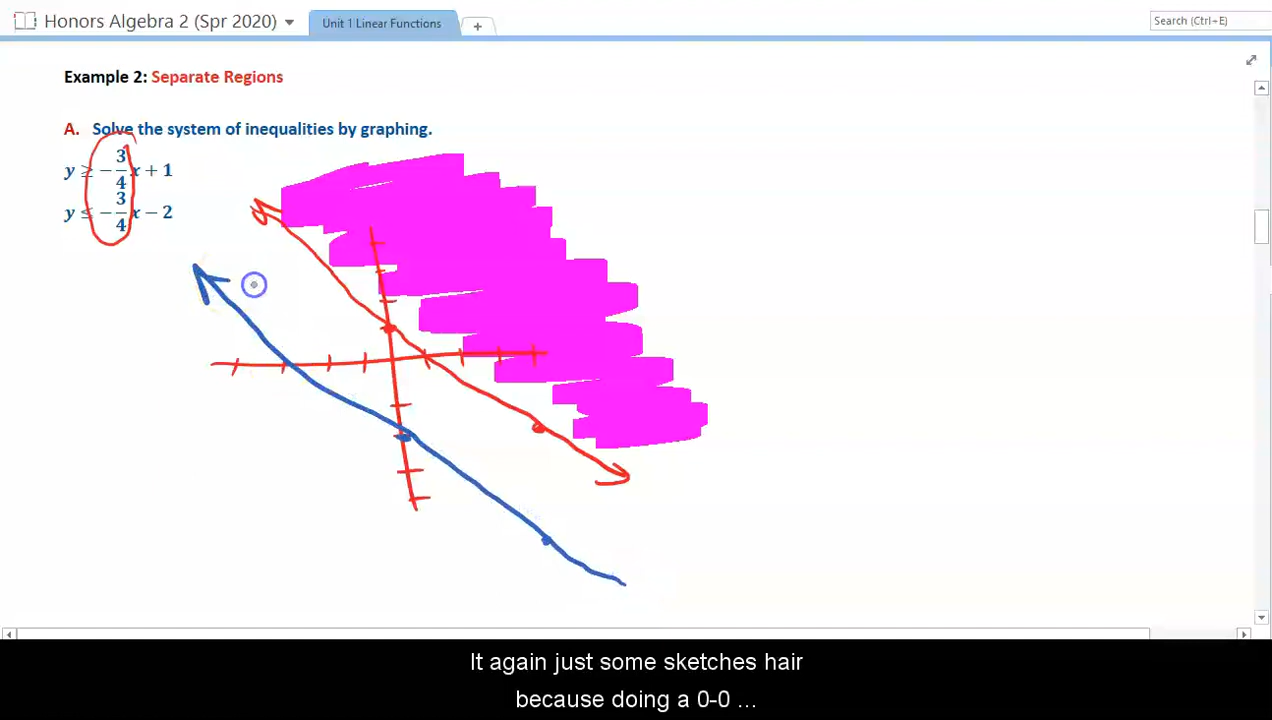 Honors Algebra 2 (Spr 2020)
Unit 1 Linear Functions
+
Search (Ctrl+E)
Example 2: Separate Regions
A. Solve the system of inequalities by graphing.
y ≥ −3/4x + 1
y ≤ −3/4x − 2
It again just some sketches hair
because doing a 0-0 ...